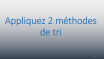 Appliquez 2 méthodes
de tri